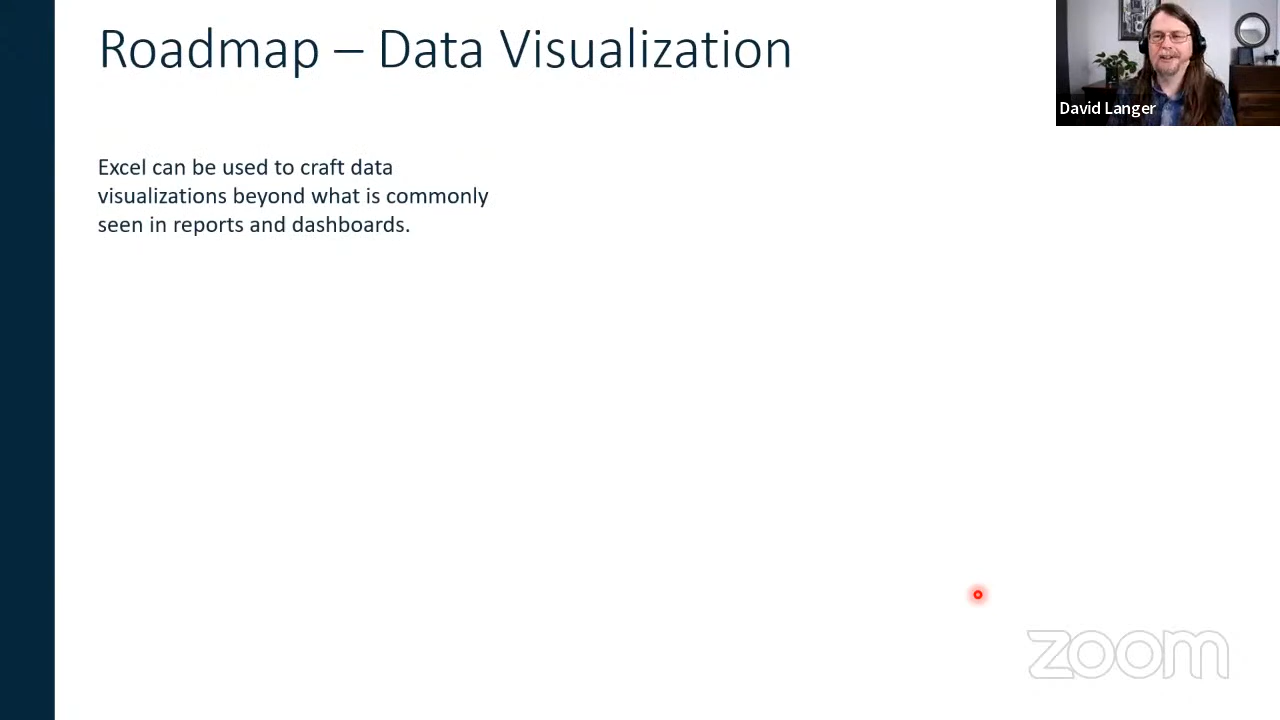 Roadmap – Data Visualization
David Langer
Excel can be used to craft data
visualizations beyond what is commonly
seen in reports and dashboards.
zoom